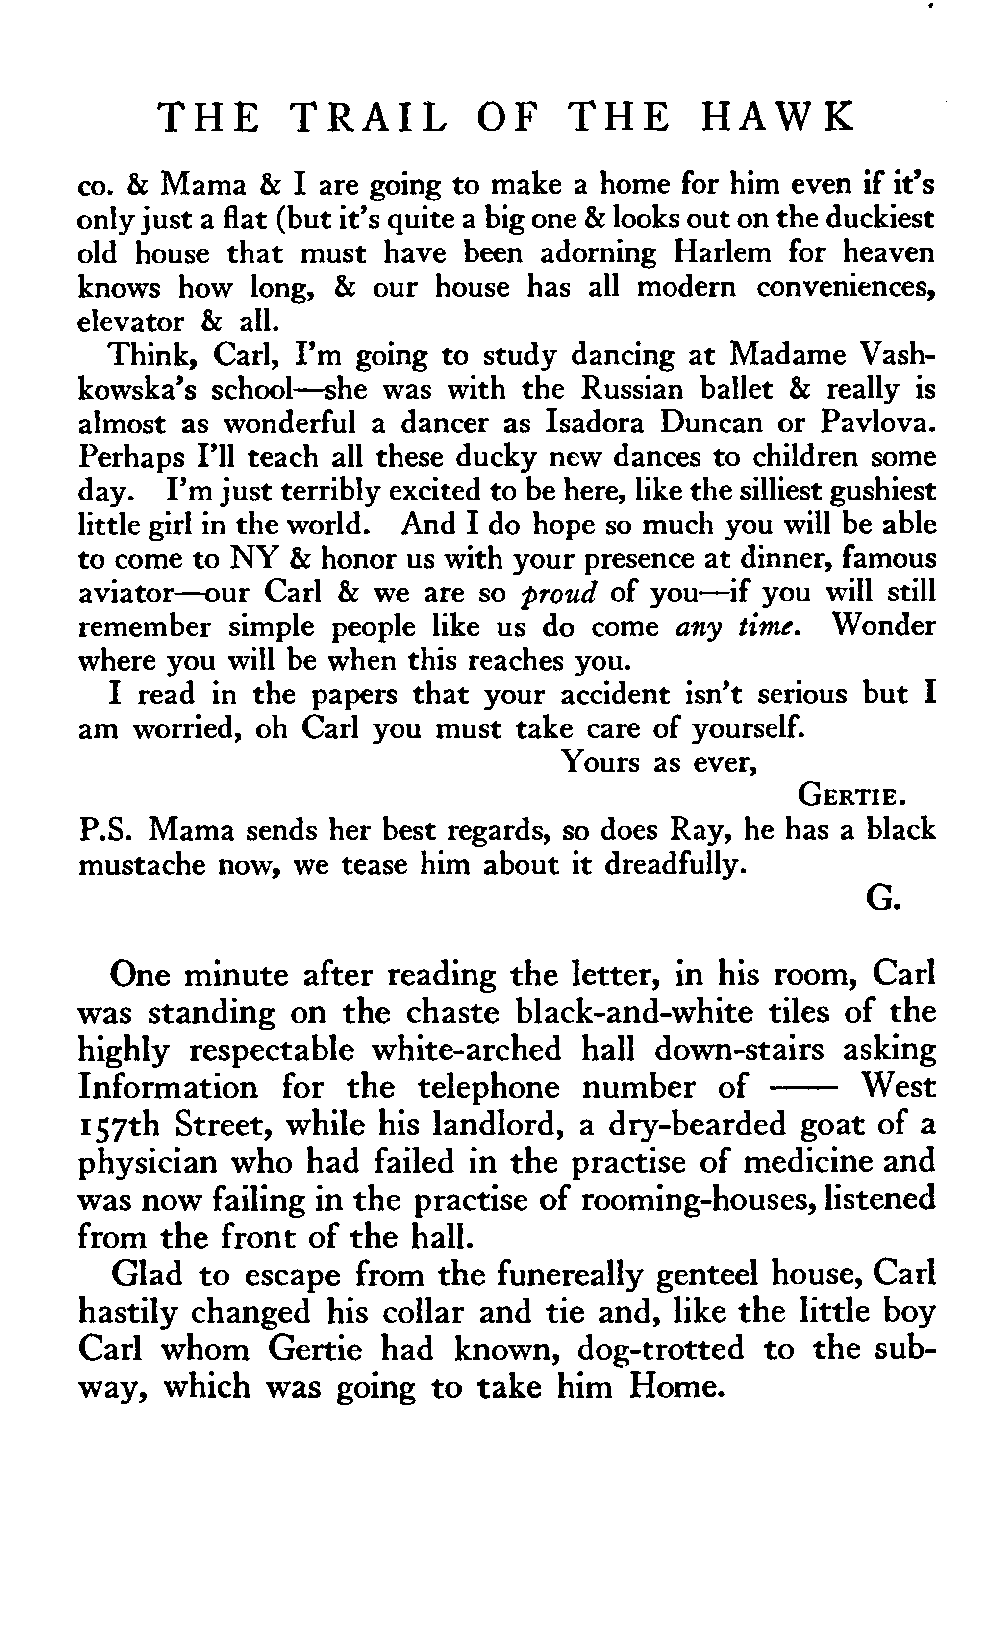 THE TRAIL OF THE HAWK
co. & Mama & I are going to make a home for him even if it's
only just a flat (but it's quite a big one & looks out on the duckiest
old house that must have been adorning Harlem for heaven
knows how long, & our house has all modern conveniences,
elevator & all.
Think, Carl, I'm going to study dancing at Madame Vash-
kowska's school—she was with the Russian ballet & really is
almost as wonderful a dancer as Isadora Duncan or Pavlova.
Perhaps I'll teach all these ducky new dances to children some
day. I'm just terribly excited to be here, like the silliest gushiest
little girl in the world. And I do hope so much you will be able
to come to NY & honor us with your presence at dinner, famous
aviator—our Carl & we are so proud of you—if you will still
remember simple people like us do come any time. Wonder
where you will be when this reaches you.
I read in the papers that your accident isn't serious but I
am worried, oh Carl you must take care of yourself.
Yours as ever,
GERTIE.
P.S. Mama sends her best regards, so does Ray, he has a black
mustache now, we tease him about it dreadfully.
G.
One minute after reading the letter, in his room, Carl
was standing on the chaste black-and-white tiles of the
highly respectable white-arched hall down-stairs asking
Information for the telephone number of —— West
157th Street, while his landlord, a dry-bearded goat of a
physician who had failed in the practise of medicine and
was now failing in the practise of rooming-houses, listened
from the front of the hall.
Glad to escape from the funereally genteel house, Carl
hastily changed his collar and tie and, like the little boy
Carl whom Gertie had known, dog-trotted to the sub-
way, which was going to take him Home.